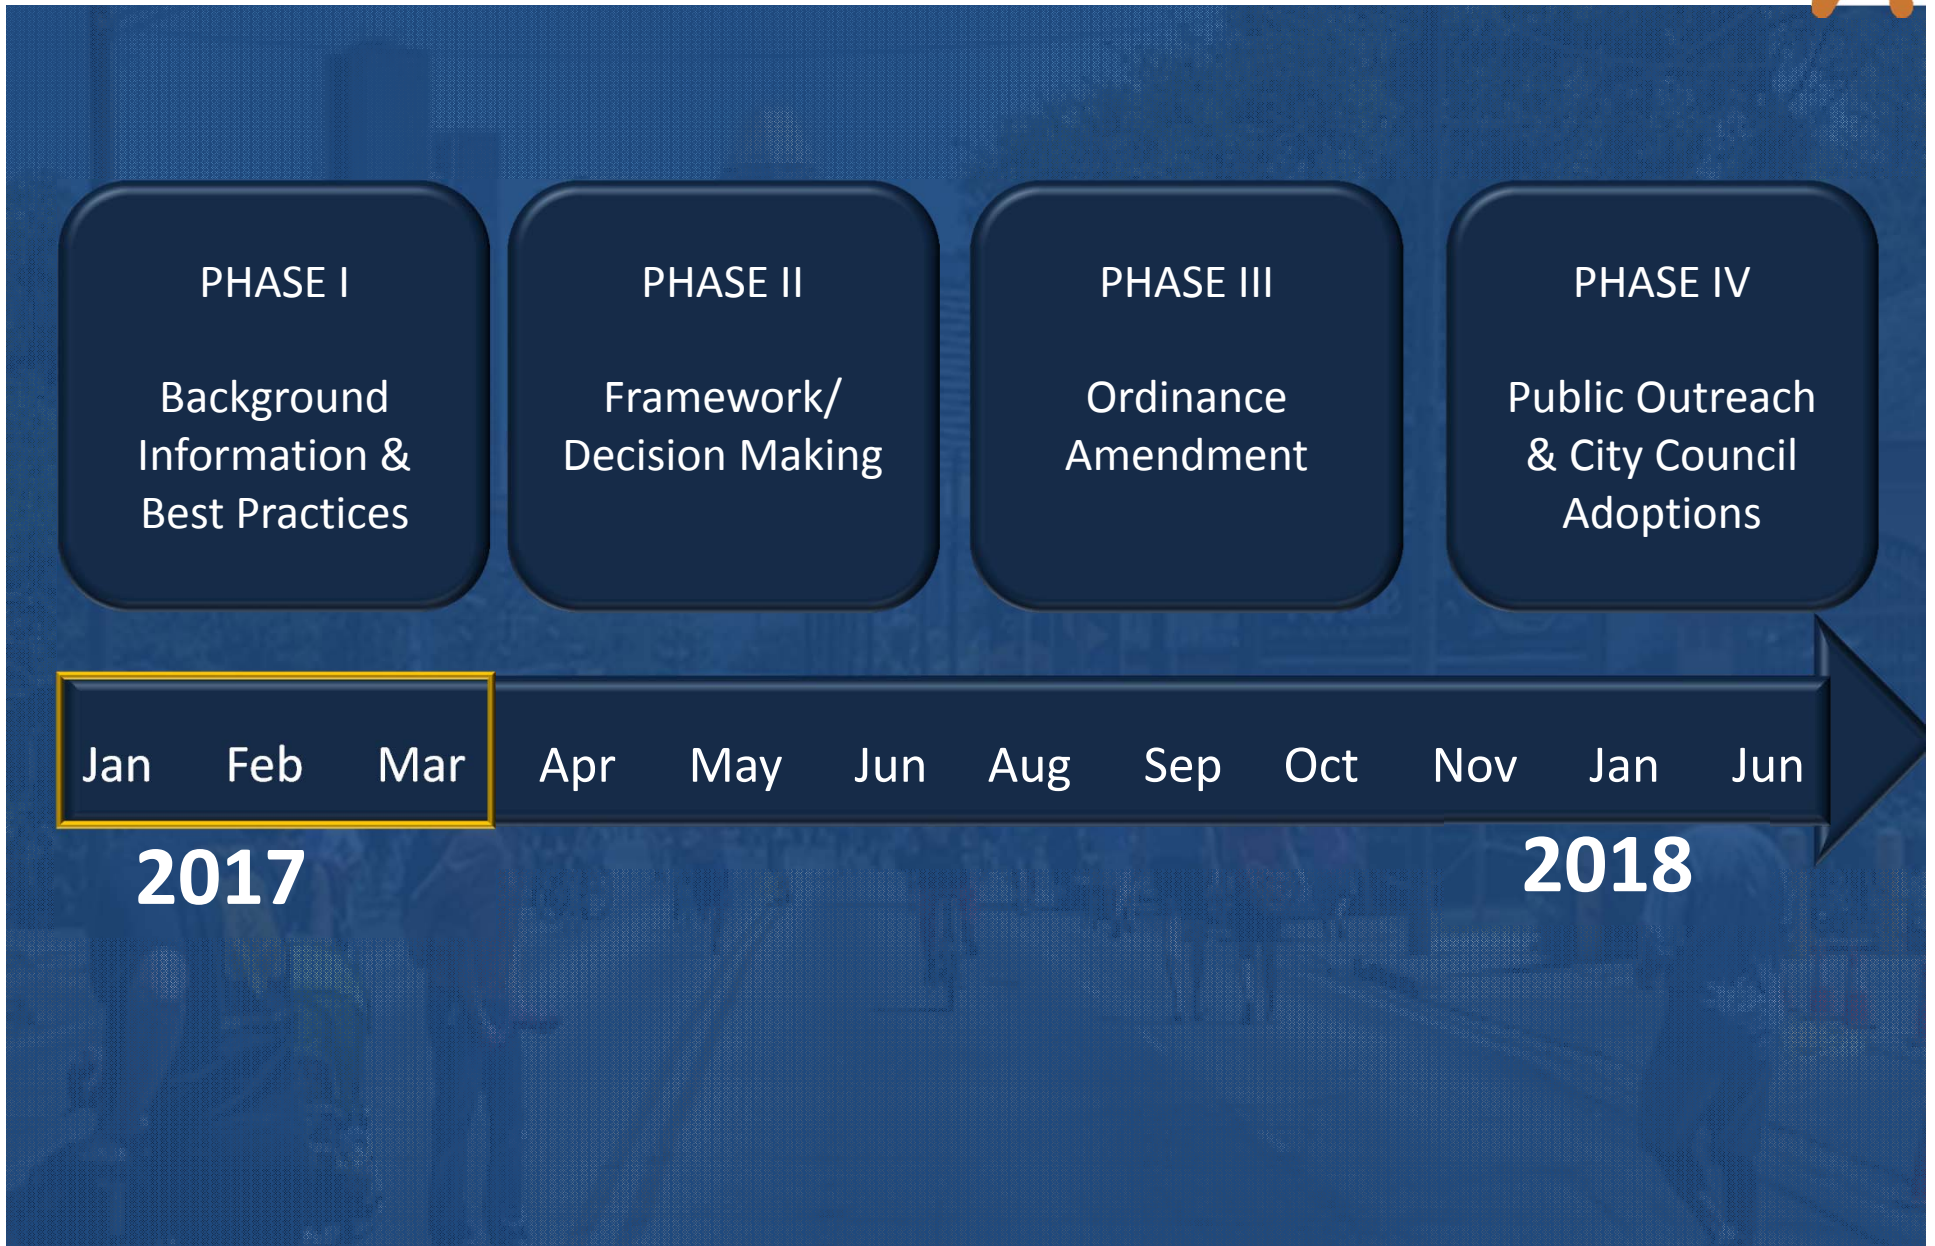 PHASE I
Background
Information &
Best Practices
PHASE II
Framework/
Decision Making
PHASE III
Ordinance
Amendment
PHASE IV
Public Outreach
& City Council
Adoptions
Jan Feb Mar Apr May Jun Aug Sep Oct Nov Jan Jun
2017 2018